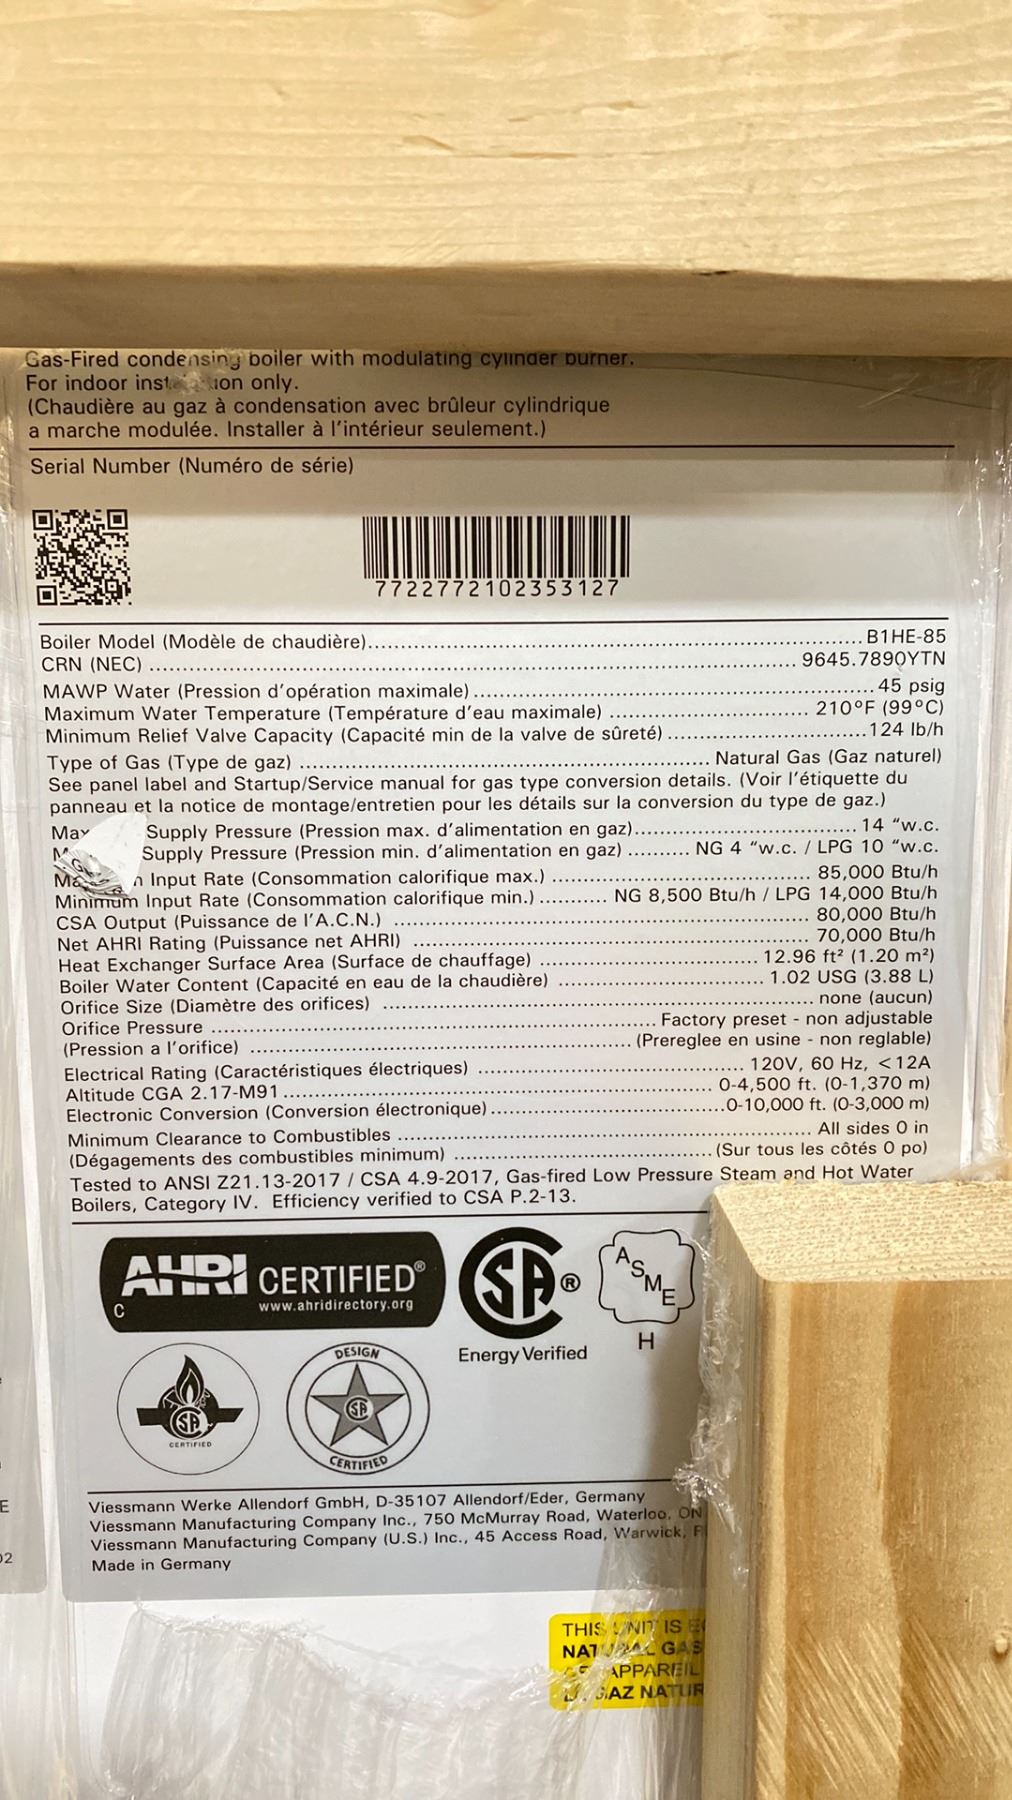 Gas-Fired condensing boiler with modulating cylinder burner.
For indoor ion only.
(Chaudière au gaz à condensation avec brûleur cylindrique
a marche modulée. Installer à l'intérieur seulement.)
Serial Number (Numéro de série)
7722772102353127
Boiler Model (Modèle de chaudière) B1HE-85
CRN (NEC) 9645.7890YTN
MAWP Water (Pression d'opération maximale) 45 psig
Maximum Water Temperature (Température d'eau maximale) 210°F (99°C)
Minimum Relief Valve Capacity (Capacité min de la valve de sûreté) 124 lb/h
Type of Gas (Type de gaz) Natural Gas (Gaz naturel)
See panel label and Startup/Service manual for gas type conversion details. (Voir l'étiquette du
panneau et la notice de montage/entretien pour les détails sur la conversion du type de gaz.)
Supply Pressure (Pression max. d'alimentation en gaz) 14 "w.c.
Supply Pressure (Pression min. d'alimentation en gaz) NG 4 "w.c. / LPG 10 "w.c.
Input Rate (Consommation calorifique max.) 85,000 Btu/h
Minimum Input Rate (Consommation calorifique min.) NG 8,500 Btu/h / LPG 14,000 Btu/h
CSA Output (Puissance de l'A.C.N.) 80,000 Btu/h
Net AHRI Rating (Puissance net AHRI) 70,000 Btu/h
Heat Exchanger Surface Area (Surface de chauffage) 12.96 ft² (1.20 m²)
Boiler Water Content (Capacité en eau de la chaudière) 1.02 USG (3.88 L)
Orifice Size (Diamètre des orifices) none (aucun)
Orifice Pressure Factory preset - non adjustable
(Pression a l'orifice) (Prereglee en usine - non reglable)
Electrical Rating (Caractéristiques électriques) 120V, 60 Hz, <12A
Altitude CGA 2.17-M91 0-4,500 ft. (0-1,370 m)
Electronic Conversion (Conversion électronique) 0-10,000 ft. (0-3,000 m)
Minimum Clearance to Combustibles All sides 0 in
(Dégagements des combustibles minimum) (Sur tous les côtés 0 po)
Tested to ANSI Z21.13-2017 / CSA 4.9-2017, Gas-fired Low Pressure Steam and Hot Water
Boilers, Category IV. Efficiency verified to CSA P.2-13.
AHRI CERTIFIED®
www.ahridirectory.org
C
SA ®
Energy Verified
ASME
H
SA
CERTIFIED
DESIGN
SA
CERTIFIED
Viessmann Werke Allendorf GmbH, D-35107 Allendorf/Eder, Germany
Viessmann Manufacturing Company Inc., 750 McMurray Road, Waterloo, ON
Viessmann Manufacturing Company (U.S.) Inc., 45 Access Road, Warwick,
Made in Germany
THIS UNIT IS
NATURAL GAS
APPAREIL
GAZ NATUR